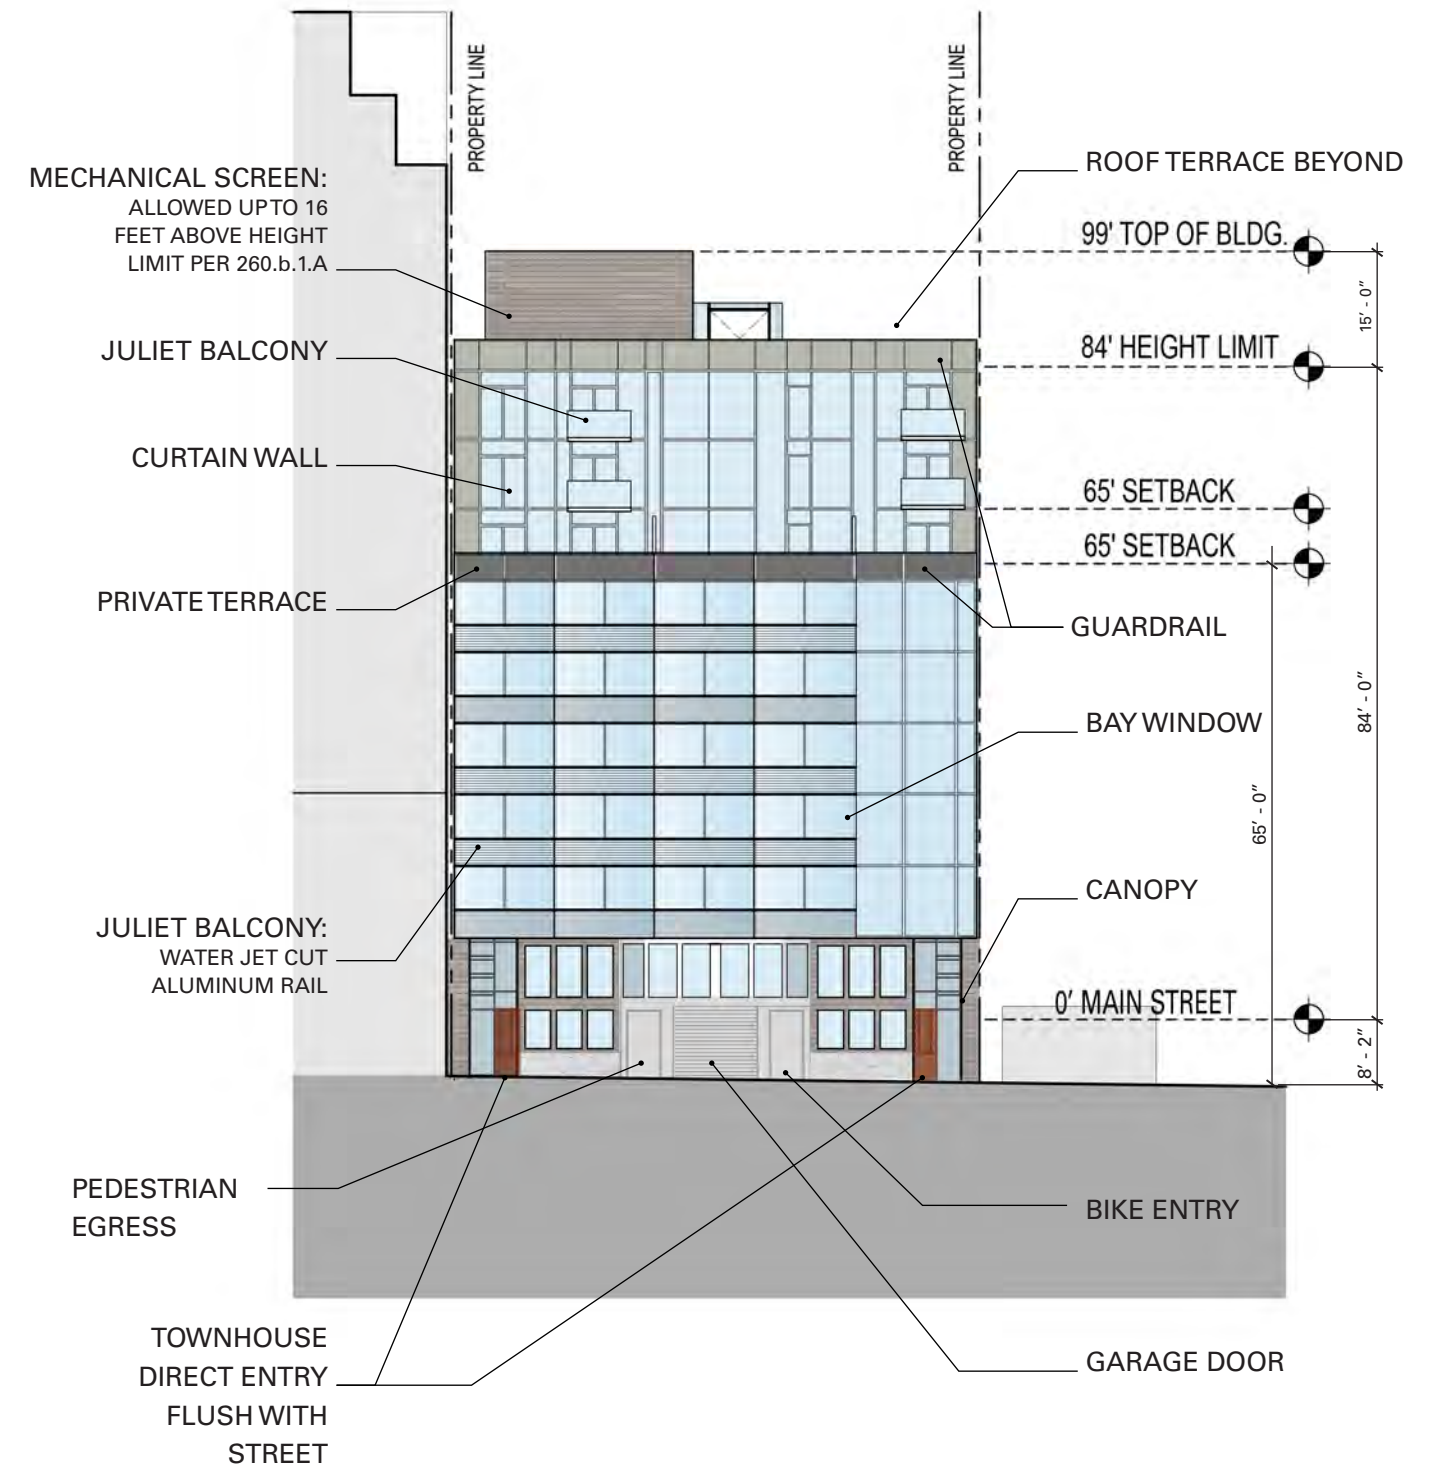 PROPERTY LINE
PROPERTY LINE
MECHANICAL SCREEN:
ALLOWED UP TO 16
FEET ABOVE HEIGHT
LIMIT PER 260.b.1.A
JULIET BALCONY
CURTAIN WALL
PRIVATE TERRACE
JULIET BALCONY:
WATER JET CUT
ALUMINUM RAIL
PEDESTRIAN
EGRESS
TOWNHOUSE
DIRECT ENTRY
FLUSH WITH
STREET
ROOF TERRACE BEYOND
99' TOP OF BLDG.
15' - 0"
84' HEIGHT LIMIT
65' SETBACK
65' SETBACK
GUARDRAIL
84' - 0"
BAY WINDOW
65' - 0"
CANOPY
0' MAIN STREET
8' - 2"
BIKE ENTRY
GARAGE DOOR